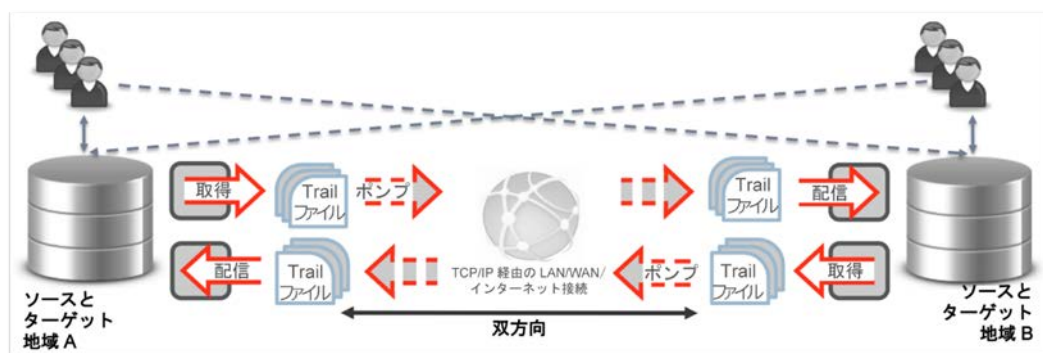 取得
Trail
ファイル
ポンプ
Trail
ファイル
配信
配信
Trail
ファイル
TCP/IP 経由の LAN/WAN/
インターネット接続
ポンプ
Trail
ファイル
取得
ソースと
ターゲット
地域 A
双方向
ソースと
ターゲット
地域 B